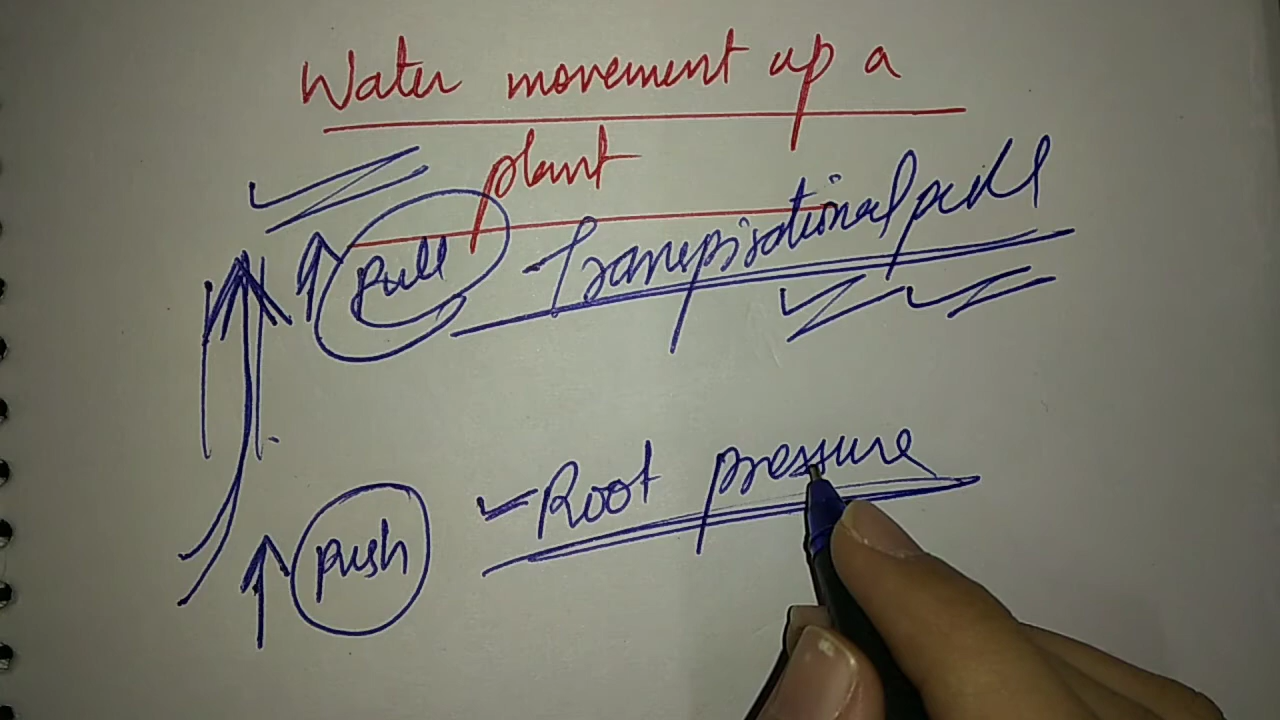 Water movement up a
plant
pull - Transpirational pull
push - Root pressure